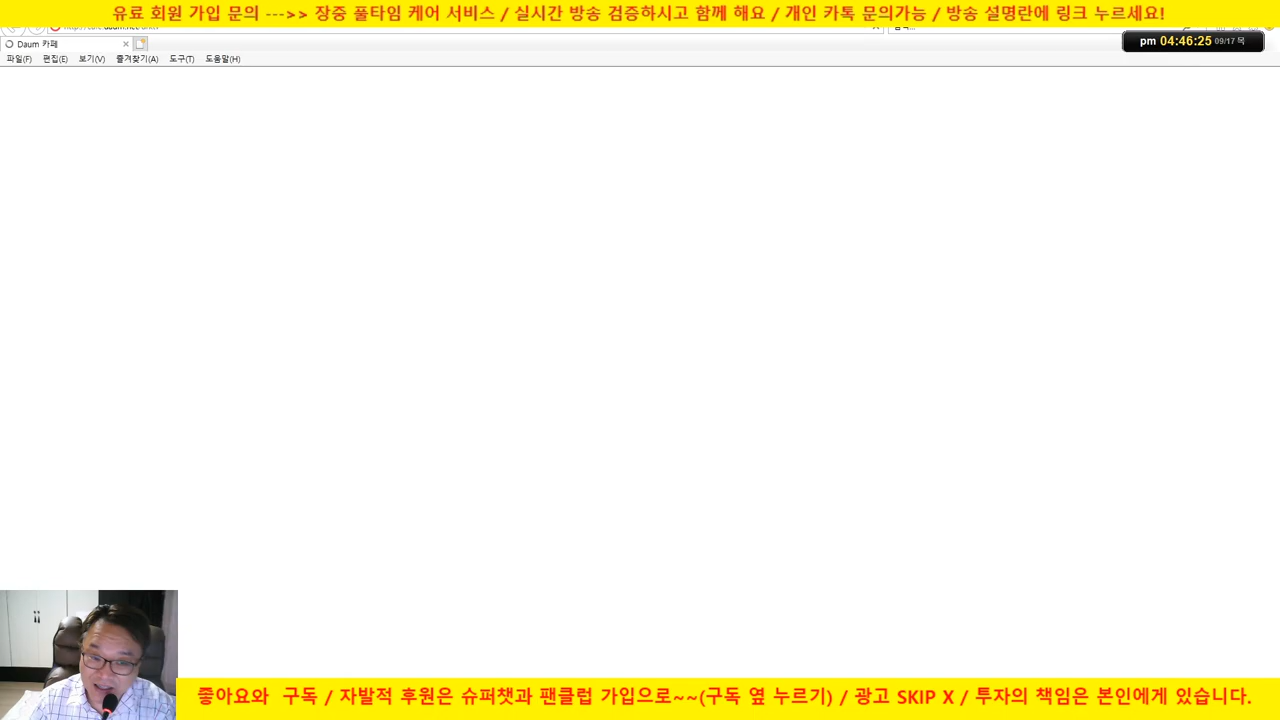 유료 회원 가입 문의 --->> 장중 풀타임 케어 서비스 / 실시간 방송 검증하시고 함께 해요 / 개인 카톡 문의가능 / 방송 설명란에 링크 누르세요!
Daum 카페
pm 04:46:25 09/17 목
파일(F) 편집(E) 보기(V) 즐겨찾기(A) 도구(T) 도움말(H)
좋아요와 구독 / 자발적 후원은 슈퍼챗과 팬클럽 가입으로~~(구독 옆 누르기) / 광고 SKIP X / 투자의 책임은 본인에게 있습니다.